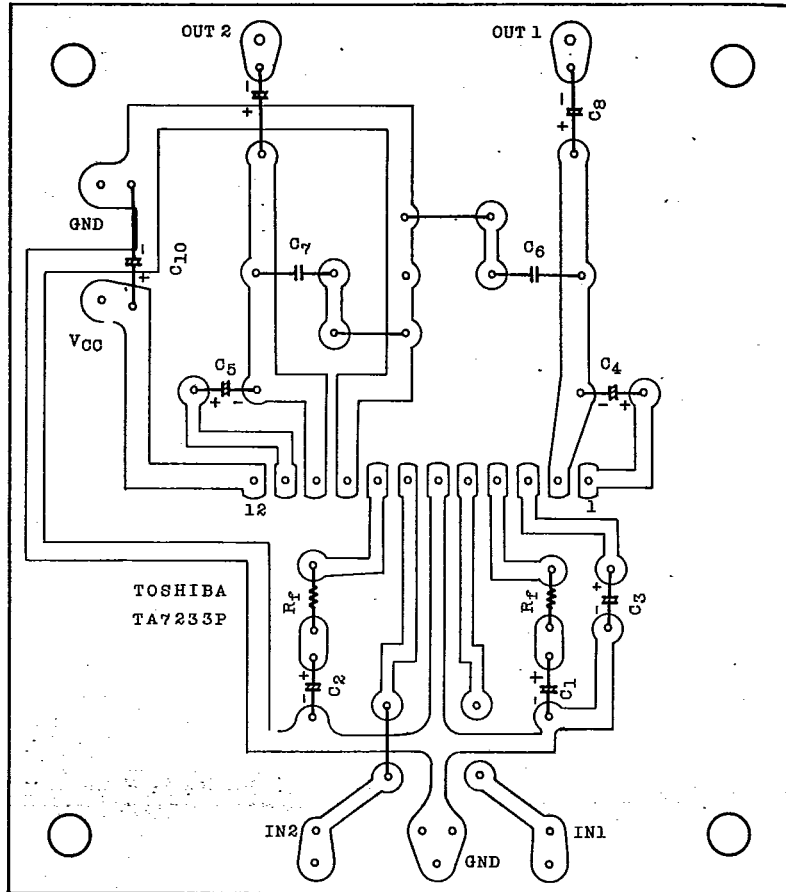 OUT 2
OUT 1
- +
- + C8
GND
- + C10
C7
C6
VCC
C5
+ -
C4
- +
12
1
TOSHIBA
TA7233P
Rf
Rf
+ - C3
+ - C2
+ - C1
IN2
GND
IN1